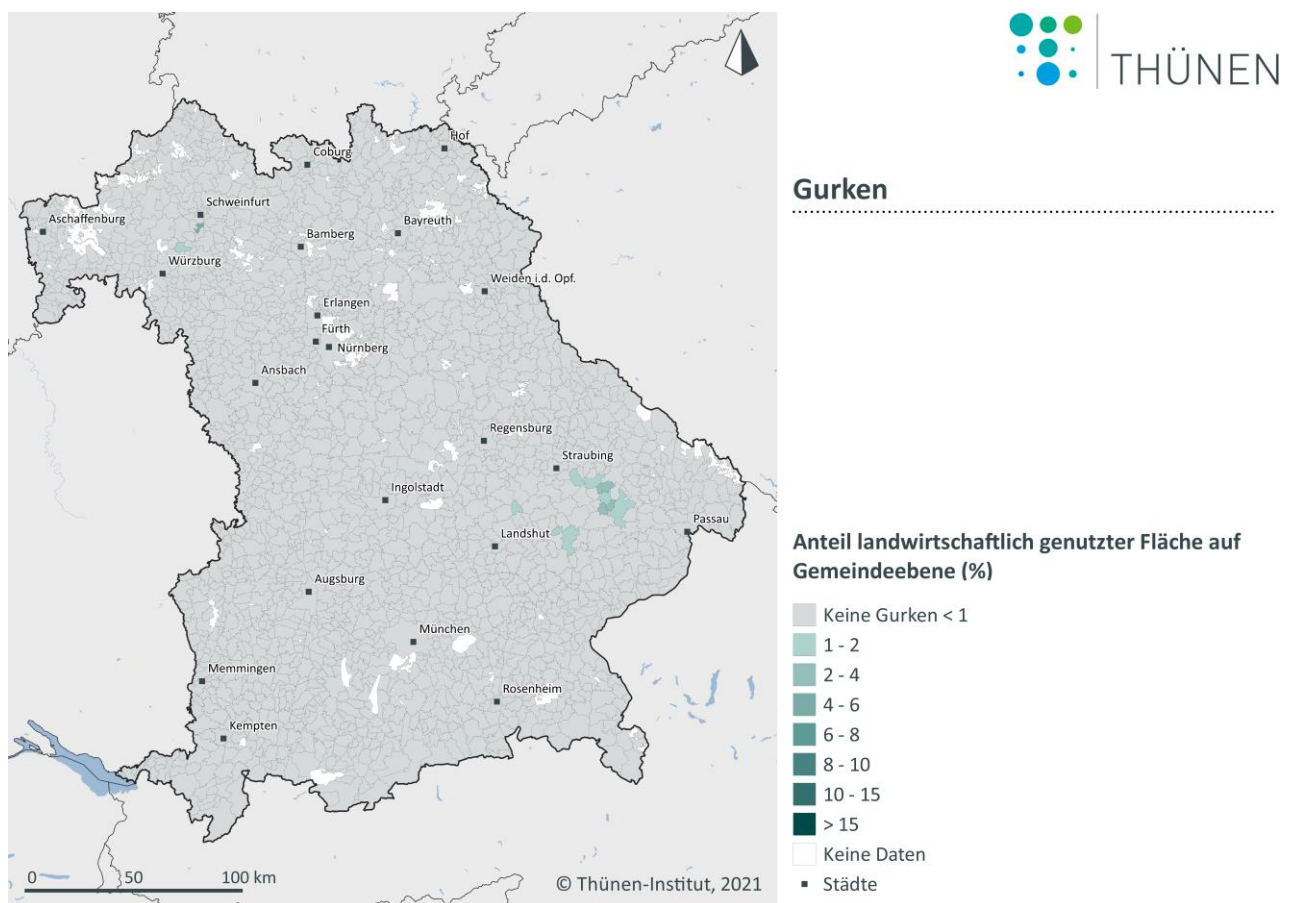 THÜNEN
Gurken
Hof
Coburg
Schweinfurt
Aschaffenburg
Bayreuth
Bamberg
Würzburg
Weiden i.d. Opf.
Erlangen
Fürth
Nürnberg
Ansbach
Regensburg
Straubing
Ingolstadt
Passau
Landshut
Augsburg
München
Memmingen
Rosenheim
Kempten
Anteil landwirtschaftlich genutzter Fläche auf
Gemeindeebene (%)
Keine Gurken < 1
1 - 2
2 - 4
4 - 6
6 - 8
8 - 10
10 - 15
> 15
Keine Daten
Städte
0 50 100 km
© Thünen-Institut, 2021